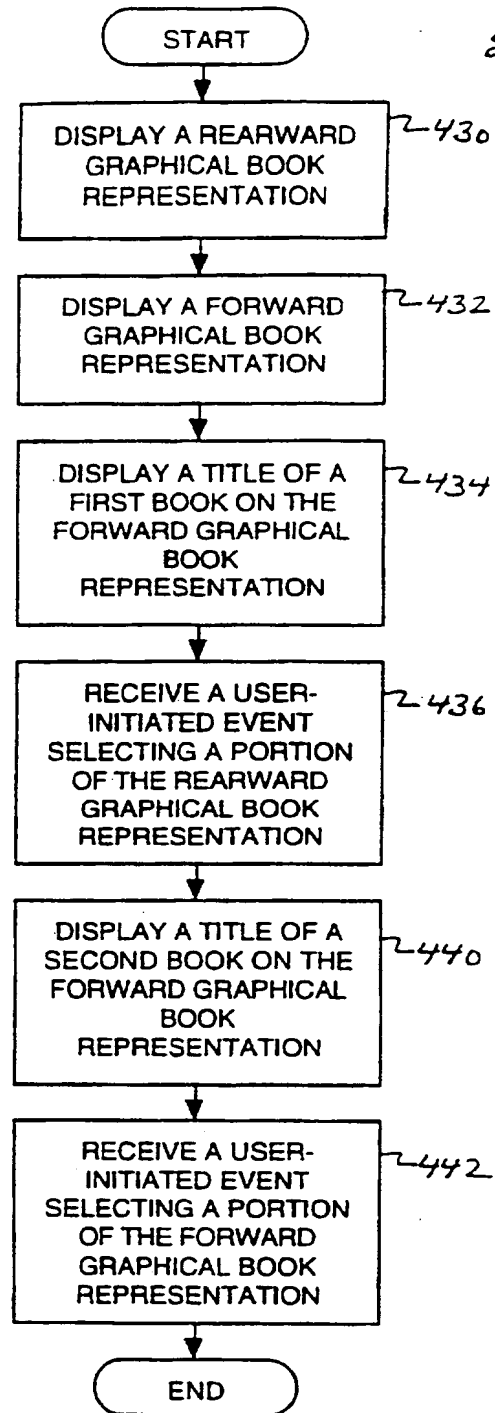 START
DISPLAY A REARWARD
GRAPHICAL BOOK
REPRESENTATION
430
DISPLAY A FORWARD
GRAPHICAL BOOK
REPRESENTATION
432
DISPLAY A TITLE OF A
FIRST BOOK ON THE
FORWARD GRAPHICAL
BOOK
REPRESENTATION
434
RECEIVE A USER-
INITIATED EVENT
SELECTING A PORTION
OF THE REARWARD
GRAPHICAL BOOK
REPRESENTATION
436
DISPLAY A TITLE OF A
SECOND BOOK ON THE
FORWARD GRAPHICAL
BOOK
REPRESENTATION
440
RECEIVE A USER-
INITIATED EVENT
SELECTING A PORTION
OF THE FORWARD
GRAPHICAL BOOK
REPRESENTATION
442
END